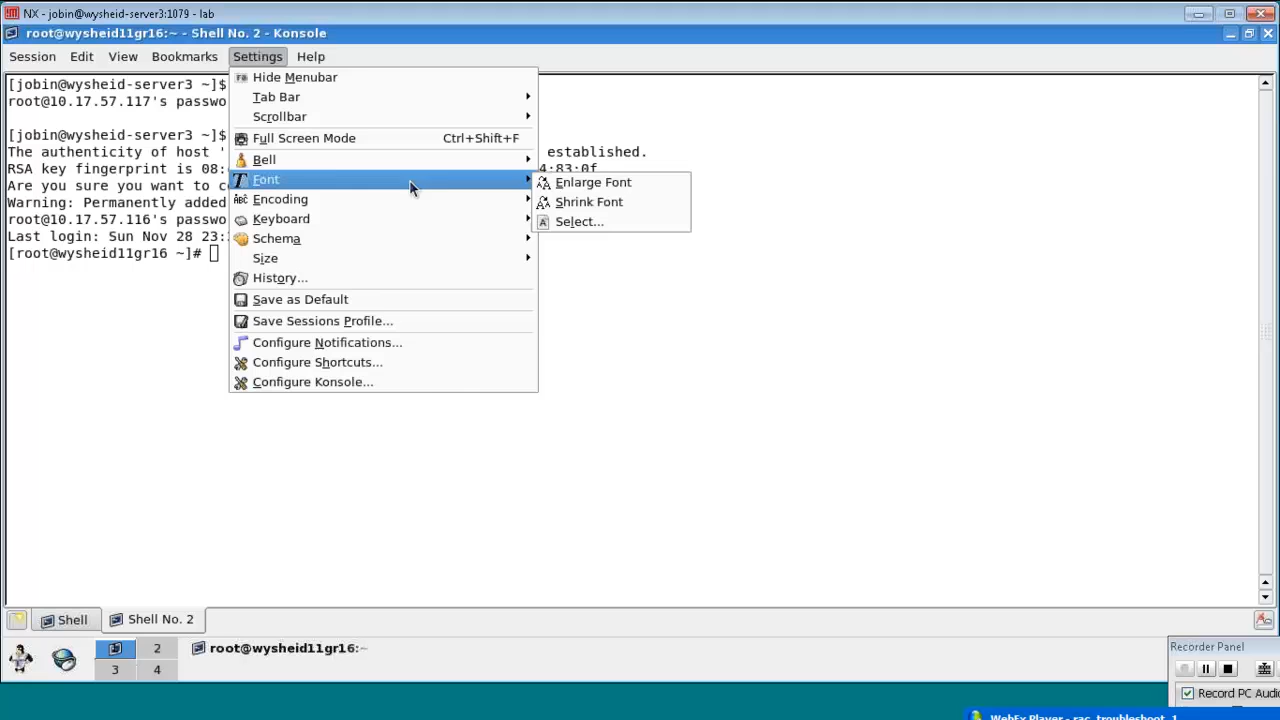 NX - jobin@wysheid-server3:1079 - lab
root@wysheid11gr16:~ - Shell No. 2 - Konsole
Session Edit View Bookmarks Settings Help
[jobin@wysheid-server3 ~]$
root@10.17.57.117's passwo
[jobin@wysheid-server3 ~]$
The authenticity of host ' established.
RSA key fingerprint is 08: 4:83:0f
Are you sure you want to c
Warning: Permanently added
root@10.17.57.116's passwo
Last login: Sun Nov 28 23:
[root@wysheid11gr16 ~]#
Hide Menubar
Tab Bar
Scrollbar
Full Screen Mode Ctrl+Shift+F
Bell
Font
Encoding
Keyboard
Schema
Size
History...
Save as Default
Save Sessions Profile...
Configure Notifications...
Configure Shortcuts...
Configure Konsole...
Enlarge Font
Shrink Font
Select...
Shell
Shell No. 2
2
3 4
root@wysheid11gr16:~
Recorder Panel
Record PC Audi
WebEx Player - rac_troubleshoot_1